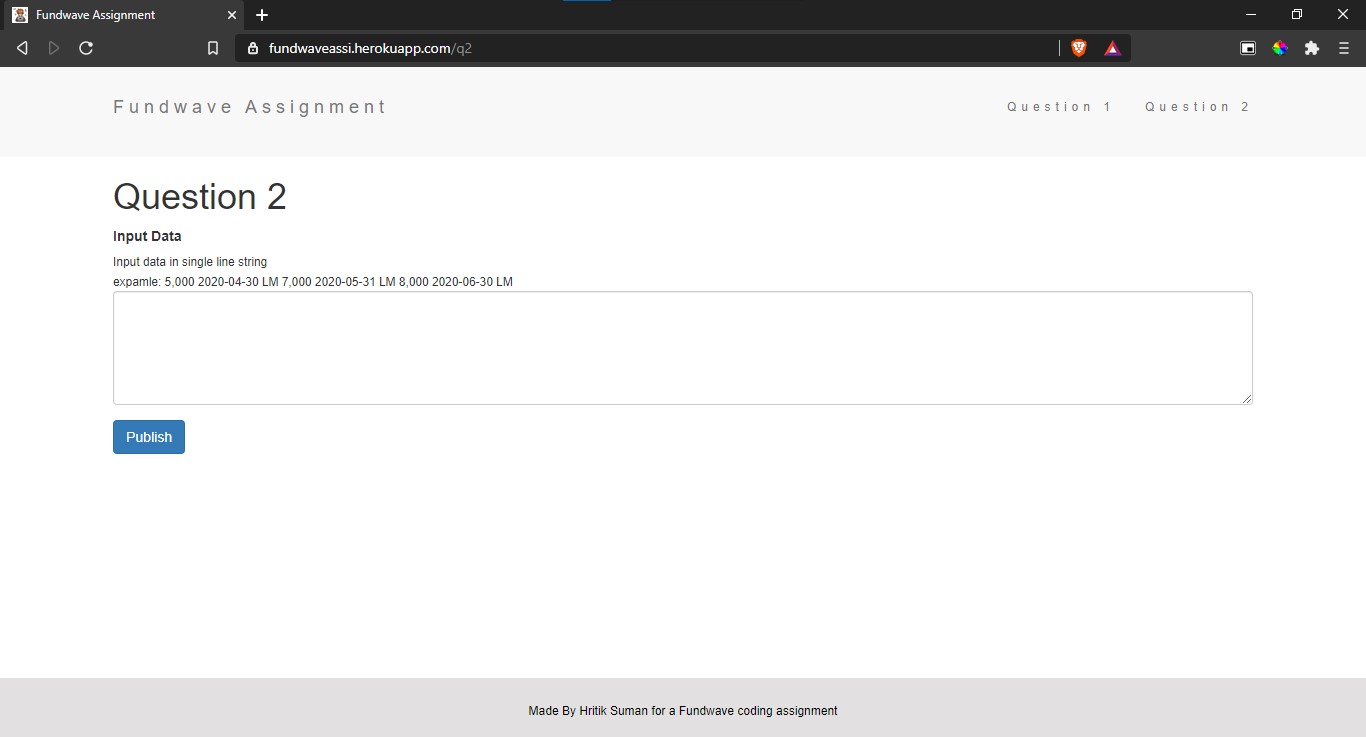 Fundwave Assignment
fundwaveassi.herokuapp.com/q2
Fundwave Assignment
Question 1
Question 2
Question 2
Input Data
Input data in single line string
expamle: 5,000 2020-04-30 LM 7,000 2020-05-31 LM 8,000 2020-06-30 LM
Publish
Made By Hritik Suman for a Fundwave coding assignment